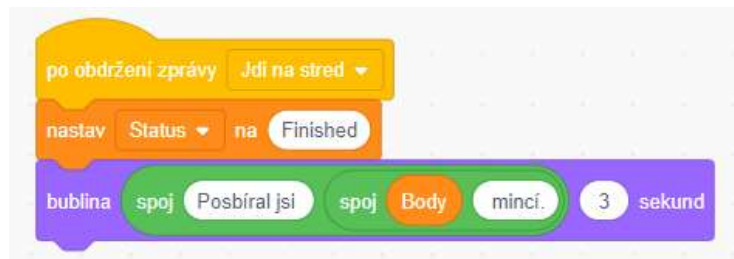 po obdržení zprávy Jdi na stred
nastav Status na Finished
bublina spoj Posbíral jsi spoj Body mincí. 3 sekund